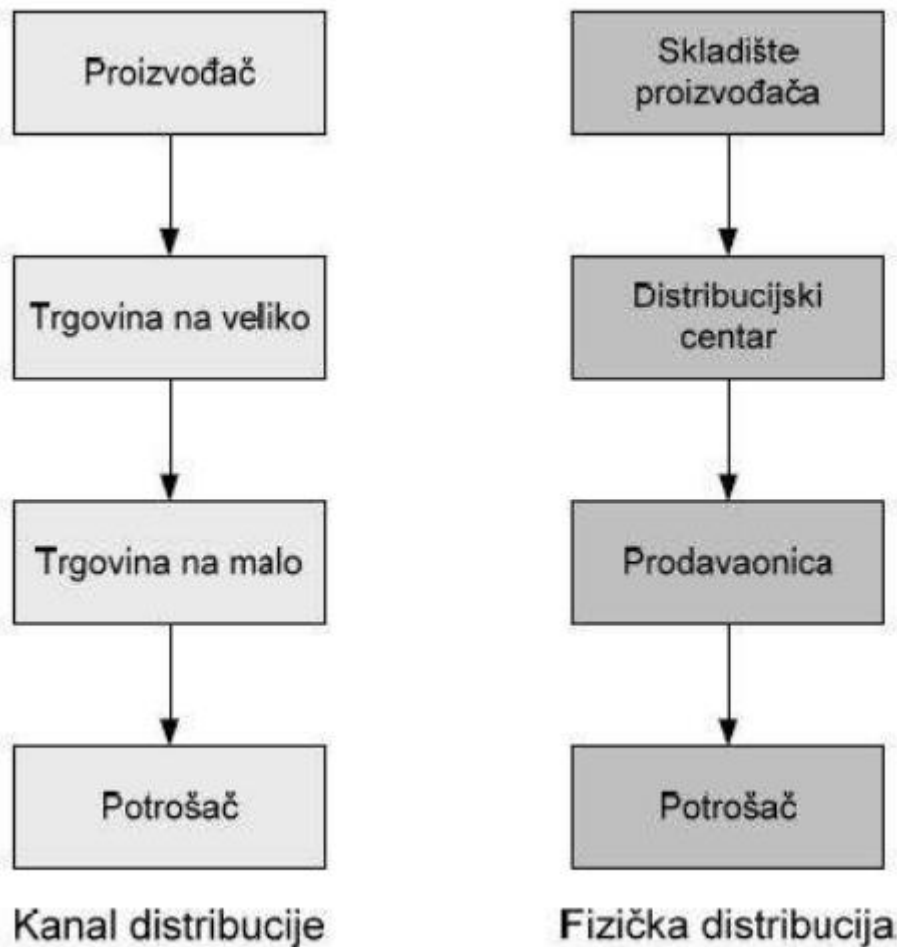 Proizvođač
Trgovina na veliko
Trgovina na malo
Potrošač
Kanal distribucije
Skladište
proizvođača
Distribucijski
centar
Prodavaonica
Potrošač
Fizička distribucija